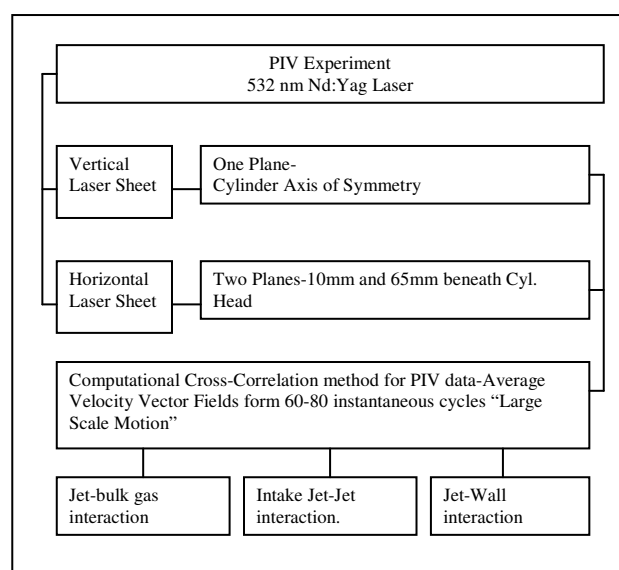 PIV Experiment
532 nm Nd:Yag Laser
Vertical
Laser Sheet
One Plane-
Cylinder Axis of Symmetry
Horizontal
Laser Sheet
Two Planes-10mm and 65mm beneath Cyl.
Head
Computational Cross-Correlation method for PIV data-Average
Velocity Vector Fields form 60-80 instantaneous cycles “Large
Scale Motion”
Jet-bulk gas
interaction
Intake Jet-Jet
interaction.
Jet-Wall
interaction